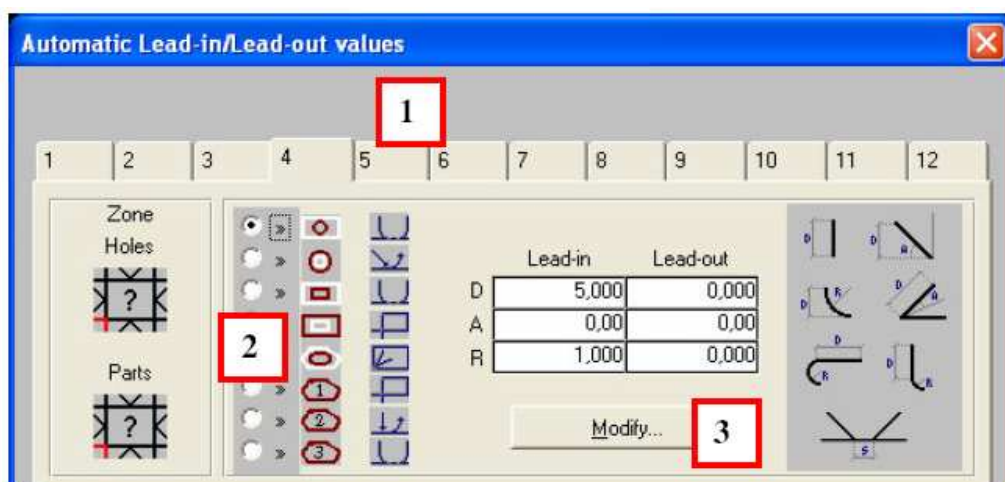 Automatic Lead-in/Lead-out values
1
1 2 3 4 5 6 7 8 9 10 11 12
Zone
Holes
?
Parts
?
2
» 
» 
» 
» 1
» 2
» 3
Lead-in Lead-out
D 5,000 0,000
A 0,00 0,00
R 1,000 0,000
Modify...
3
D D A
D R D A
D R D R
S